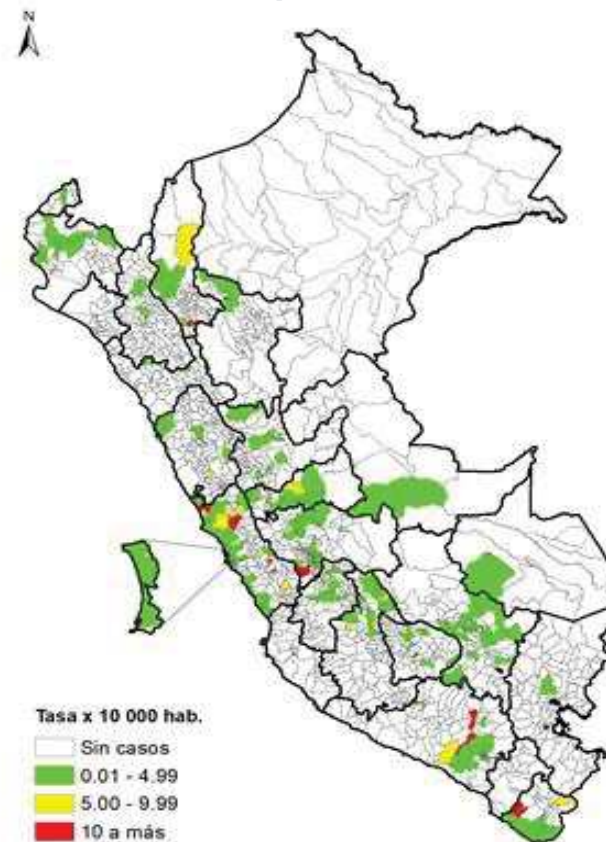 N
Tasa x 10 000 hab.
Sin casos
0.01 - 4.99
5.00 - 9.99
10 a más